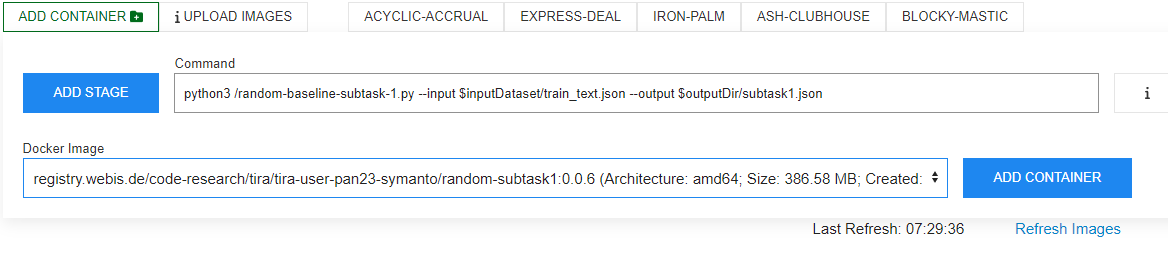 ADD CONTAINER UPLOAD IMAGES ACYCLIC-ACCRUAL EXPRESS-DEAL IRON-PALM ASH-CLUBHOUSE BLOCKY-MASTIC
Command
ADD STAGE python3 /random-baseline-subtask-1.py --input $inputDataset/train_text.json --output $outputDir/subtask1.json
Docker Image
registry.webis.de/code-research/tira/tira-user-pan23-symanto/random-subtask1:0.0.6 (Architecture: amd64; Size: 386.58 MB; Created: ADD CONTAINER
Last Refresh: 07:29:36 Refresh Images